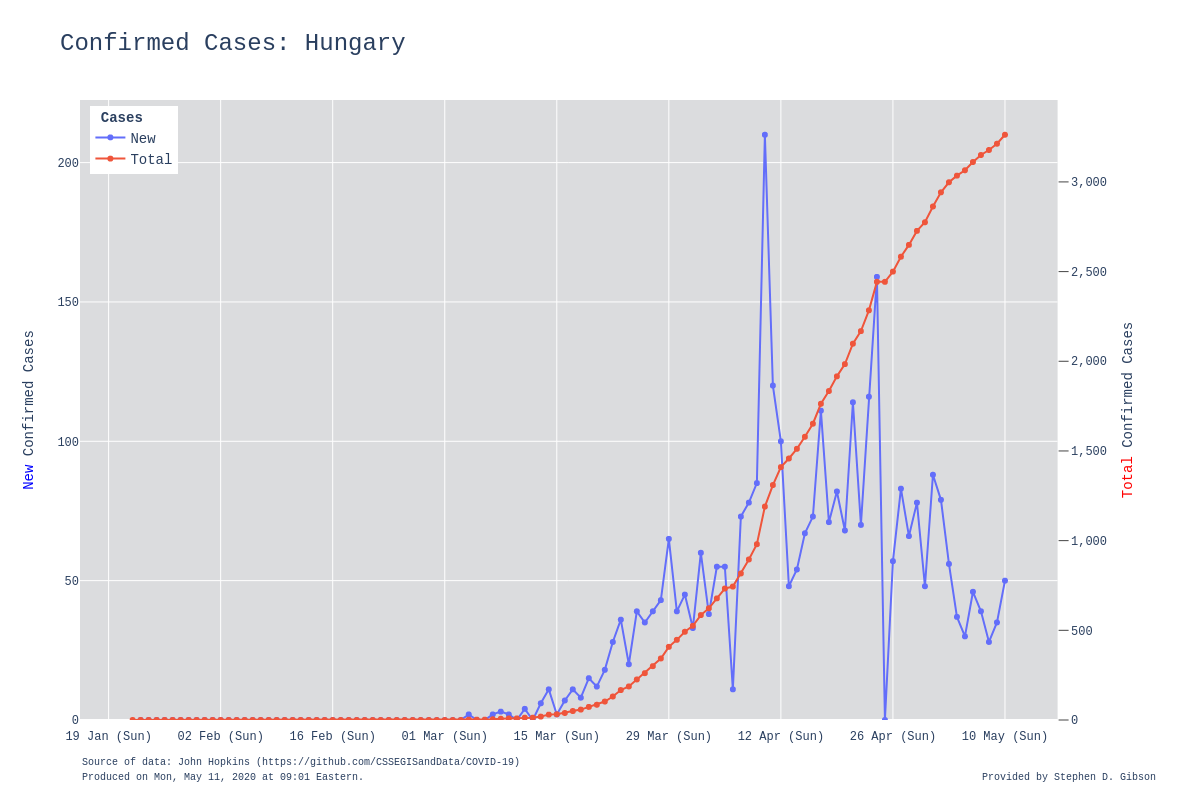 Confirmed Cases: Hungary
Cases
New
Total
200
150
100
50
0
3,000
2,500
2,000
1,500
1,000
500
0
New Confirmed Cases
Total Confirmed Cases
19 Jan (Sun) 02 Feb (Sun) 16 Feb (Sun) 01 Mar (Sun) 15 Mar (Sun) 29 Mar (Sun) 12 Apr (Sun) 26 Apr (Sun) 10 May (Sun)
Source of data: John Hopkins (https://github.com/CSSEGISandData/COVID-19)
Produced on Mon, May 11, 2020 at 09:01 Eastern.
Provided by Stephen D. Gibson